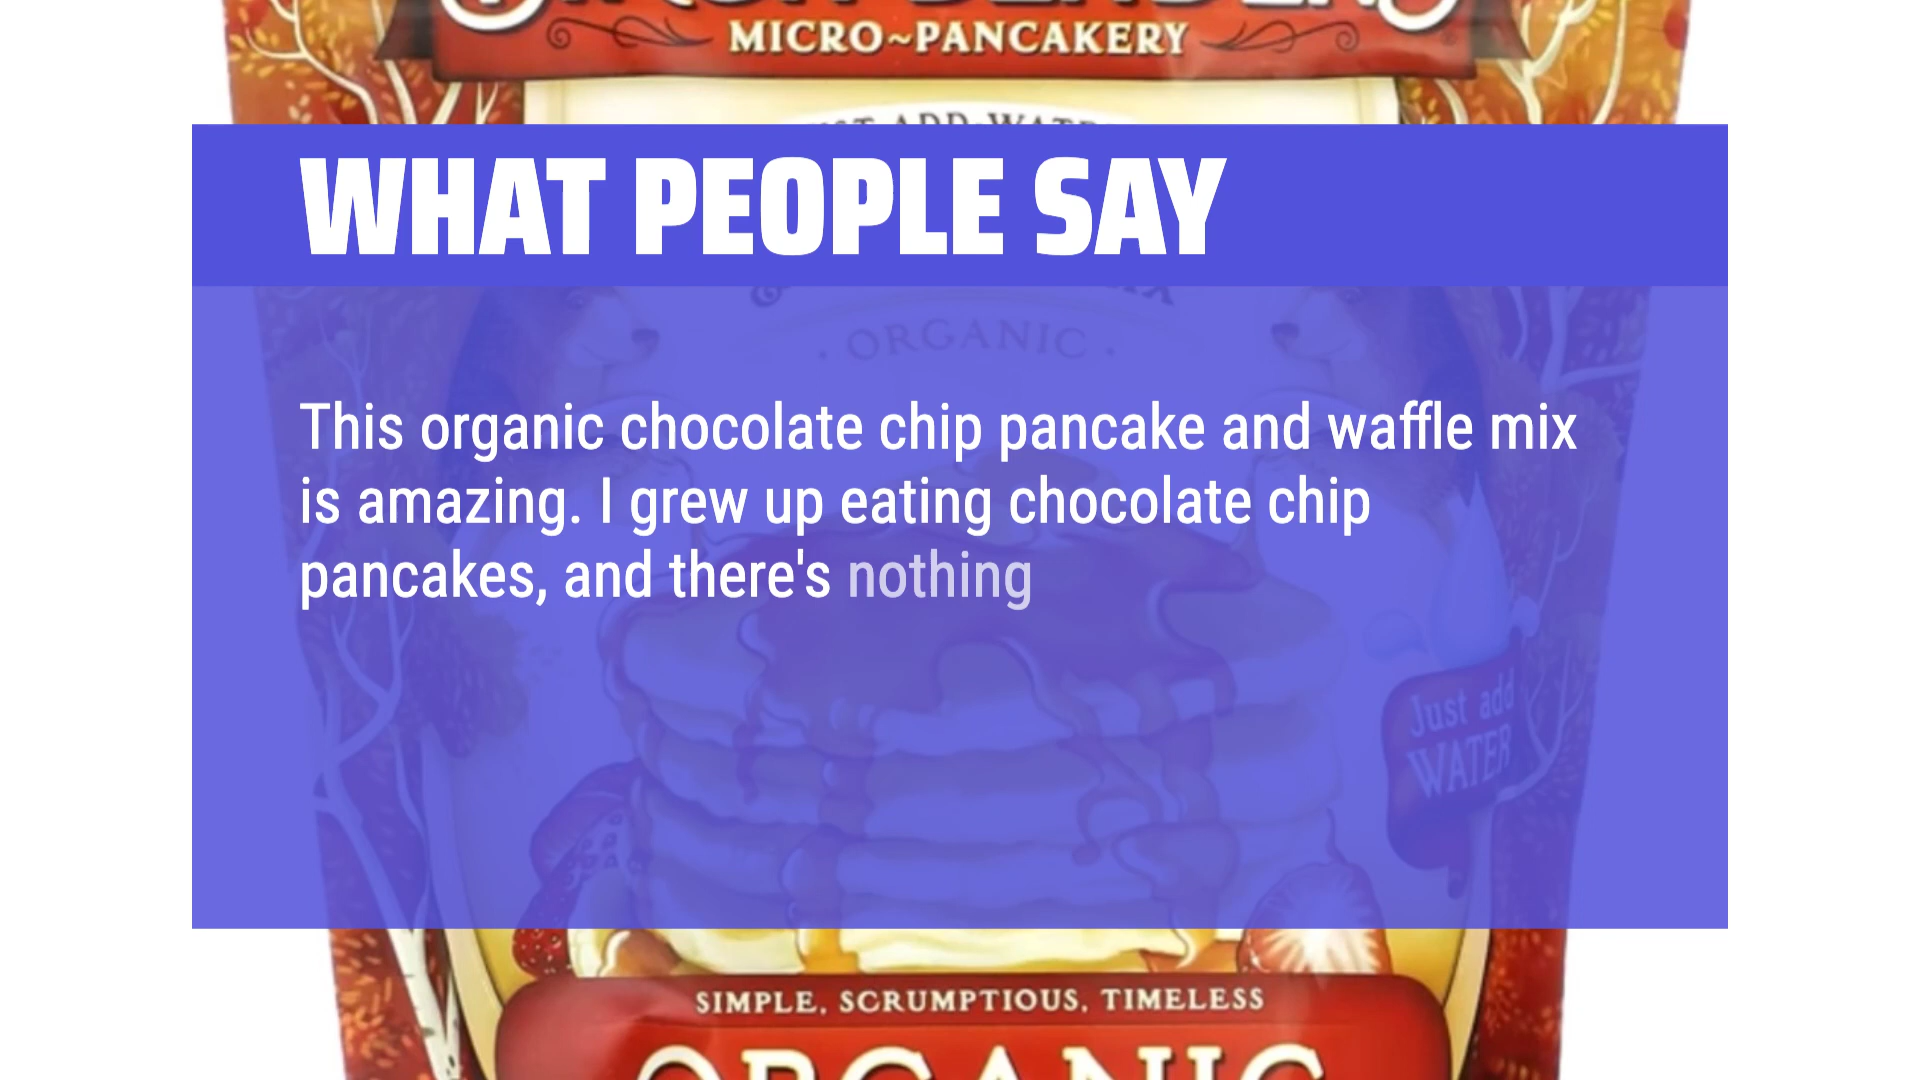 MICRO~PANCAKERY
WHAT PEOPLE SAY
· ORGANIC ·
This organic chocolate chip pancake and waffle mix
is amazing. I grew up eating chocolate chip
pancakes, and there's nothing
Just add
WATER
SIMPLE, SCRUMPTIOUS, TIMELESS
ORGANIC